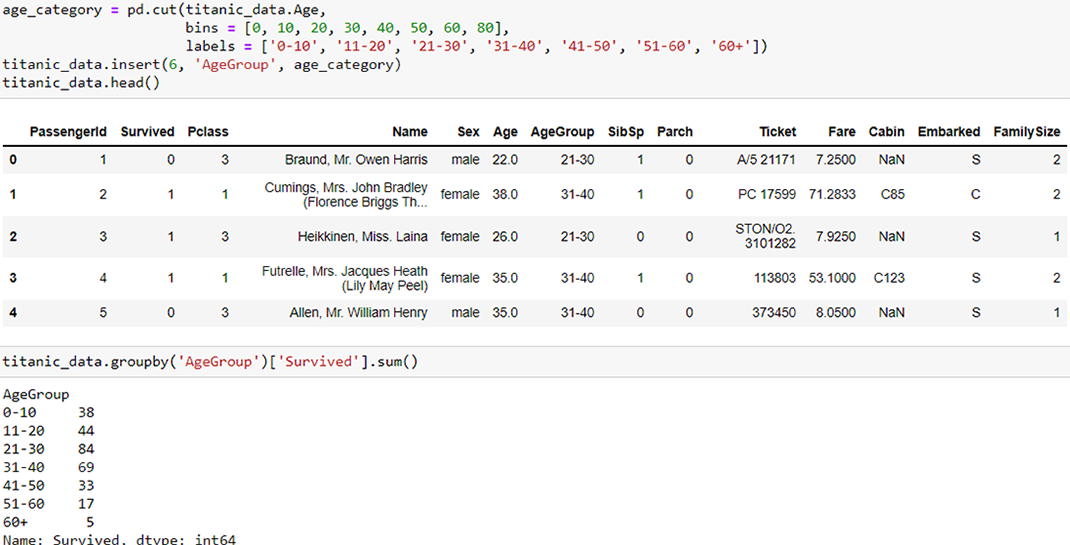 age_category = pd.cut(titanic_data.Age,
bins = [0, 10, 20, 30, 40, 50, 60, 80],
labels = ['0-10', '11-20', '21-30', '31-40', '41-50', '51-60', '60+'])
titanic_data.insert(6, 'AgeGroup', age_category)
titanic_data.head()
PassengerId Survived Pclass Name Sex Age AgeGroup SibSp Parch Ticket Fare Cabin Embarked FamilySize
0 1 0 3 Braund, Mr. Owen Harris male 22.0 21-30 1 0 A/5 21171 7.2500 NaN S 2
1 2 1 1 Cumings, Mrs. John Bradley (Florence Briggs Th... female 38.0 31-40 1 0 PC 17599 71.2833 C85 C 2
2 3 1 3 Heikkinen, Miss. Laina female 26.0 21-30 0 0 STON/O2. 3101282 7.9250 NaN S 1
3 4 1 1 Futrelle, Mrs. Jacques Heath (Lily May Peel) female 35.0 31-40 1 0 113803 53.1000 C123 S 2
4 5 0 3 Allen, Mr. William Henry male 35.0 31-40 0 0 373450 8.0500 NaN S 1
titanic_data.groupby('AgeGroup')['Survived'].sum()
AgeGroup
0-10 38
11-20 44
21-30 84
31-40 69
41-50 33
51-60 17
60+ 5
Name: Survived, dtype: int64